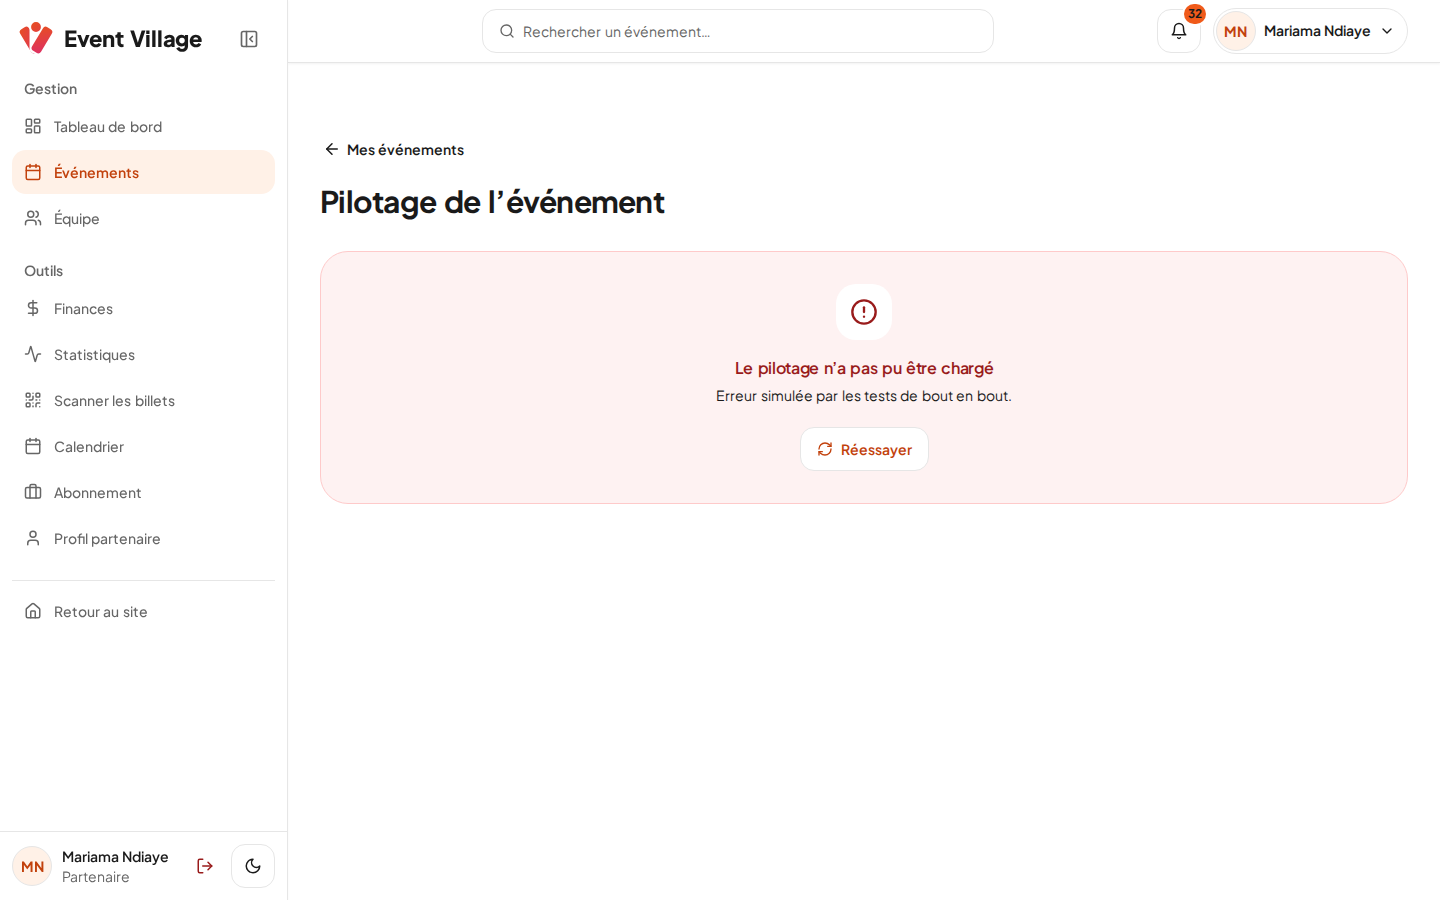 Event Village
Gestion
Tableau de bord
Événements
Équipe
Outils
Finances
Statistiques
Scanner les billets
Calendrier
Abonnement
Profil partenaire
Retour au site
MN
Mariama Ndiaye
Partenaire
Rechercher un événement…
32
MN
Mariama Ndiaye
Mes événements
Pilotage de l’événement
Le pilotage n’a pas pu être chargé
Erreur simulée par les tests de bout en bout.
Réessayer